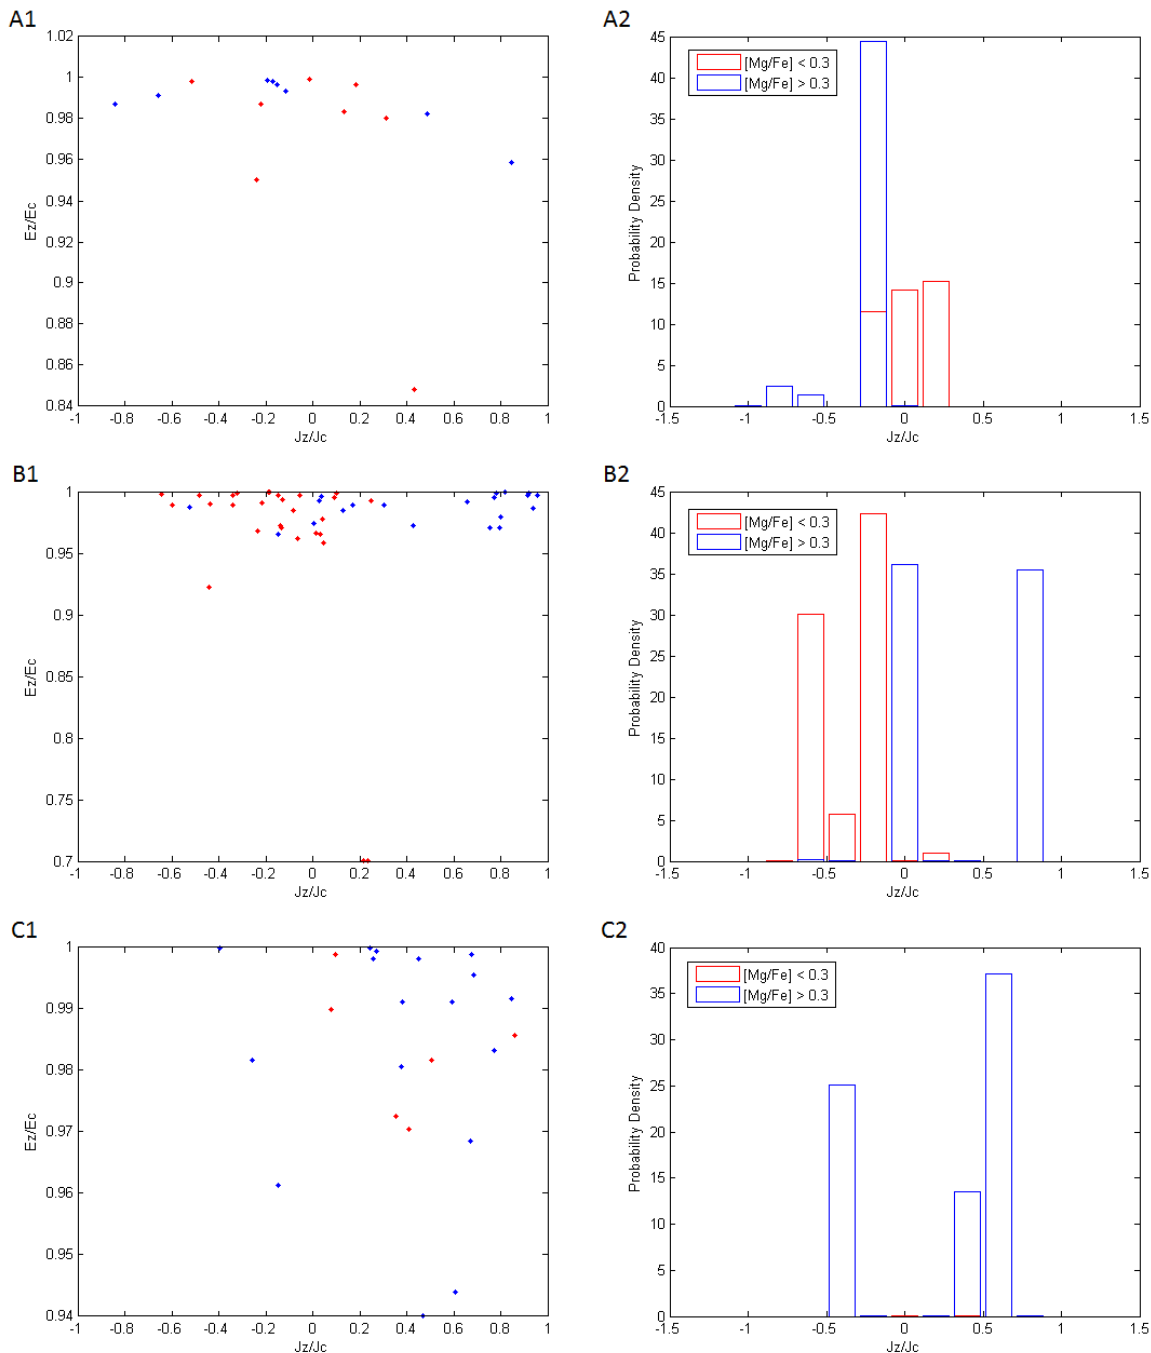 A1
1.02
1
0.98
0.96
0.94
0.92
0.9
0.88
0.86
0.84
Ez/Ec
-1 -0.8 -0.6 -0.4 -0.2 0 0.2 0.4 0.6 0.8 1
Jz/Jc
A2
45
40
35
30
25
20
15
10
5
0
Probability Density
[Mg/Fe] < 0.3
[Mg/Fe] > 0.3
-1.5 -1 -0.5 0 0.5 1 1.5
Jz/Jc
B1
1
0.95
0.9
0.85
0.8
0.75
0.7
Ez/Ec
-1 -0.8 -0.6 -0.4 -0.2 0 0.2 0.4 0.6 0.8 1
Jz/Jc
B2
45
40
35
30
25
20
15
10
5
0
Probability Density
[Mg/Fe] < 0.3
[Mg/Fe] > 0.3
-1.5 -1 -0.5 0 0.5 1 1.5
Jz/Jc
C1
1
0.99
0.98
0.97
0.96
0.95
0.94
Ez/Ec
-1 -0.8 -0.6 -0.4 -0.2 0 0.2 0.4 0.6 0.8 1
Jz/Jc
C2
40
35
30
25
20
15
10
5
0
Probability Density
[Mg/Fe] < 0.3
[Mg/Fe] > 0.3
-1.5 -1 -0.5 0 0.5 1 1.5
Jz/Jc